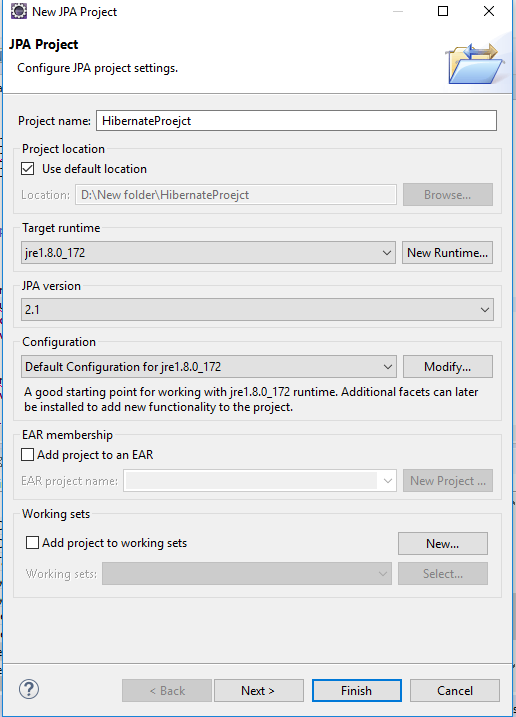 New JPA Project
JPA Project
Configure JPA project settings.
Project name: HibernateProejct
Project location
Use default location
Location: D:\New folder\HibernateProejct Browse...
Target runtime
jre1.8.0_172 New Runtime...
JPA version
2.1
Configuration
Default Configuration for jre1.8.0_172 Modify...
A good starting point for working with jre1.8.0_172 runtime. Additional facets can later
be installed to add new functionality to the project.
EAR membership
Add project to an EAR
EAR project name: New Project ...
Working sets
Add project to working sets New...
Working sets: Select...
? < Back Next > Finish Cancel